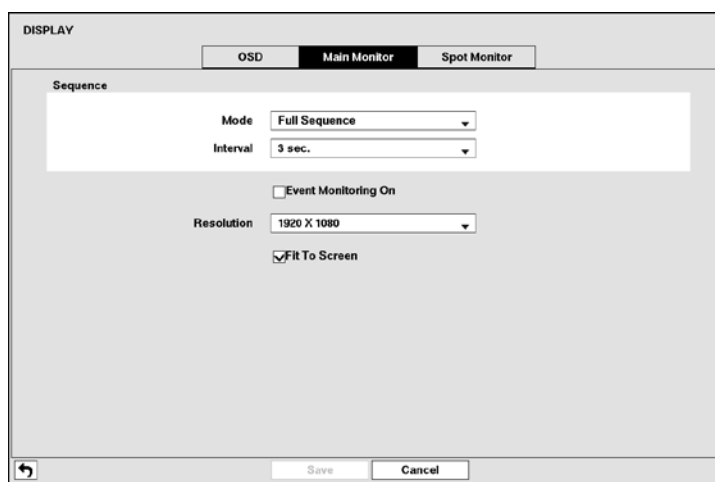 DISPLAY
OSD Main Monitor Spot Monitor
Sequence
Mode Full Sequence
Interval 3 sec.
Event Monitoring On
Resolution 1920 X 1080
Fit To Screen
Save Cancel